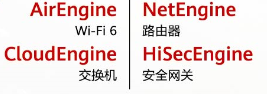 AirEngine
Wi-Fi 6
NetEngine
路由器
CloudEngine
交换机
HiSecEngine
安全网关